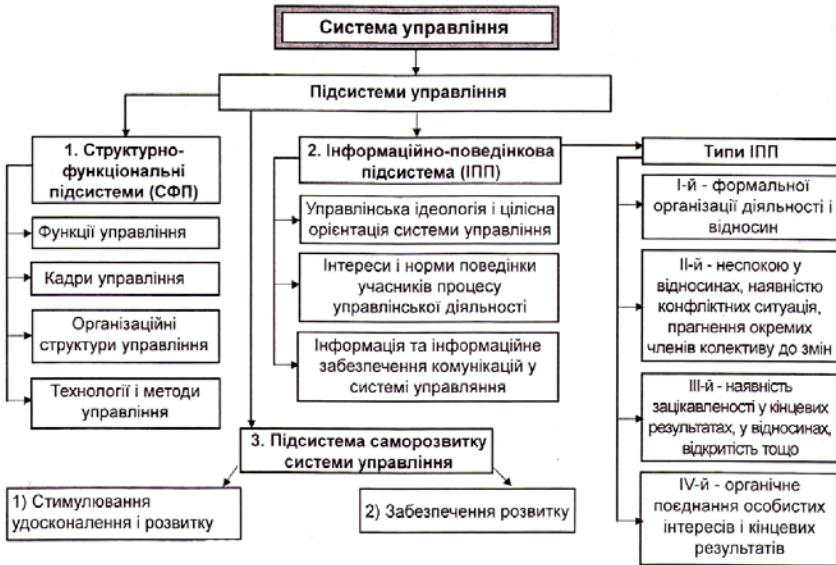 Система управління
Підсистеми управління
1. Структурно-
функціональні
підсистеми (СФП)
Функції управління
Кадри управління
Організаційні
структури управління
Технології і методи
управління
2. Інформаційно-поведінкова
підсистема (ІПП)
Управлінська ідеологія і цілісна
орієнтація системи управління
Інтереси і норми поведінки
учасників процесу
управлінської діяльності
Інформація та інформаційне
забезпечення комунікацій у
системі управляння
Типи ІПП
І-й - формальної
організації діяльності і
відносин
ІІ-й - неспокою у
відносинах, наявністю
конфліктних ситуація,
прагнення окремих
членів колективу до змін
ІІІ-й - наявність
зацікавленості у кінцевих
результатах, у відносинах,
відкритість тощо
IV-й - органічне
поєднання особистих
інтересів і кінцевих
результатів
3. Підсистема саморозвитку
системи управління
1) Стимулювання
удосконалення і розвитку
2) Забезпечення розвитку